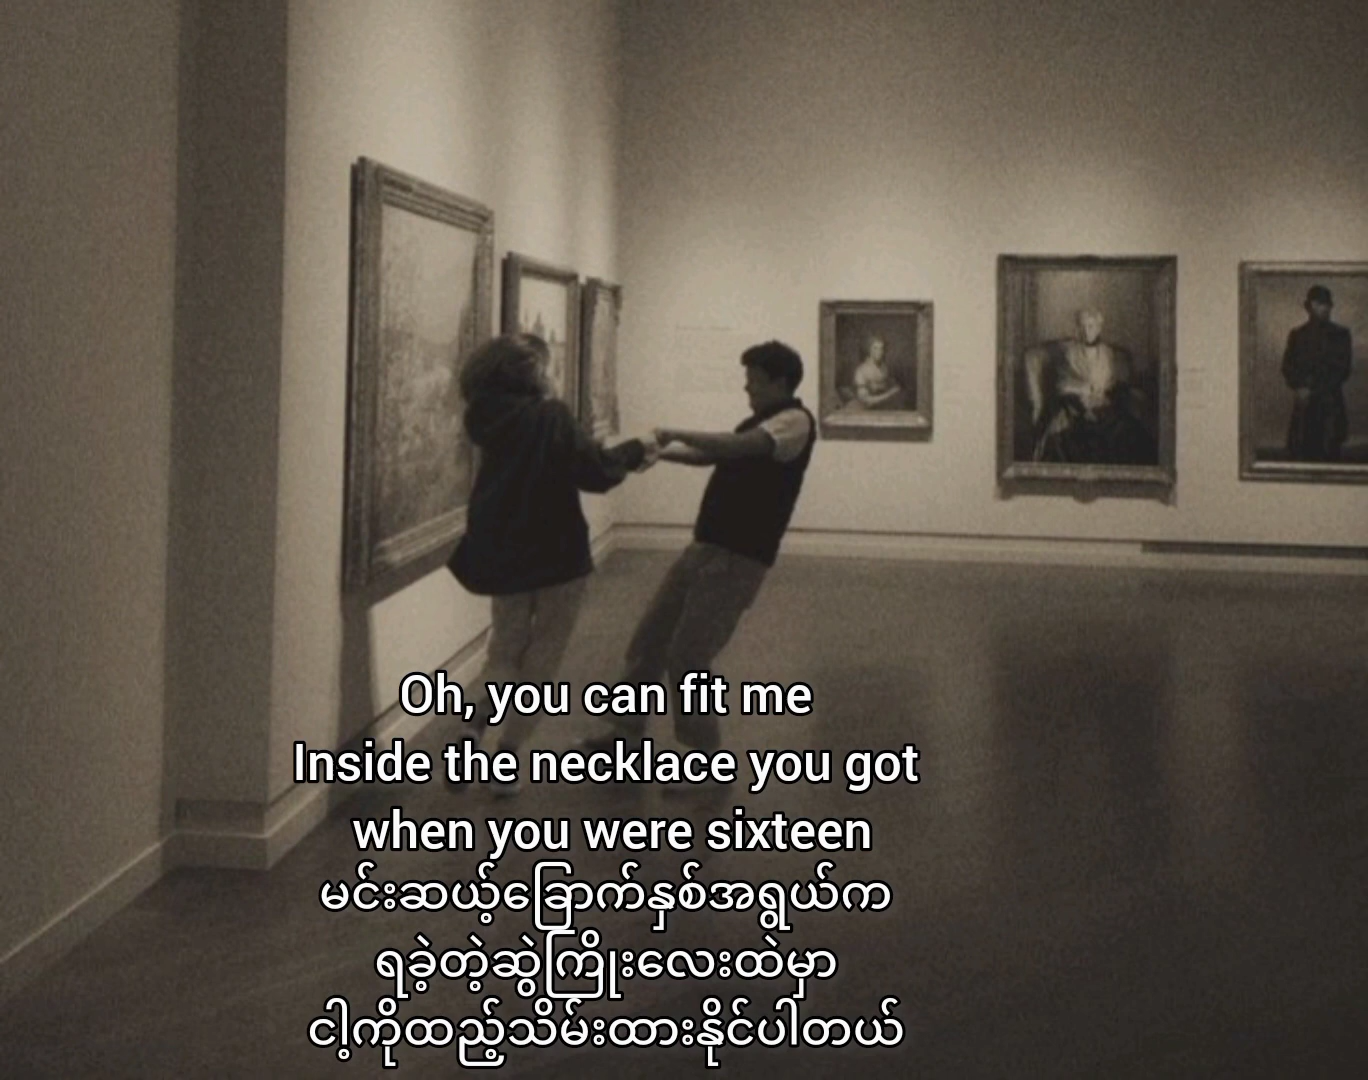 Oh, you can fit me
Inside the necklace you got
when you were sixteen
မင်းဆယ့်ခြောက်နှစ်အရွယ်က
ရခဲ့တဲ့ဆွဲကြိုးလေးထဲမှာ
ငါ့ကိုထည့်သိမ်းထားနိုင်ပါတယ်